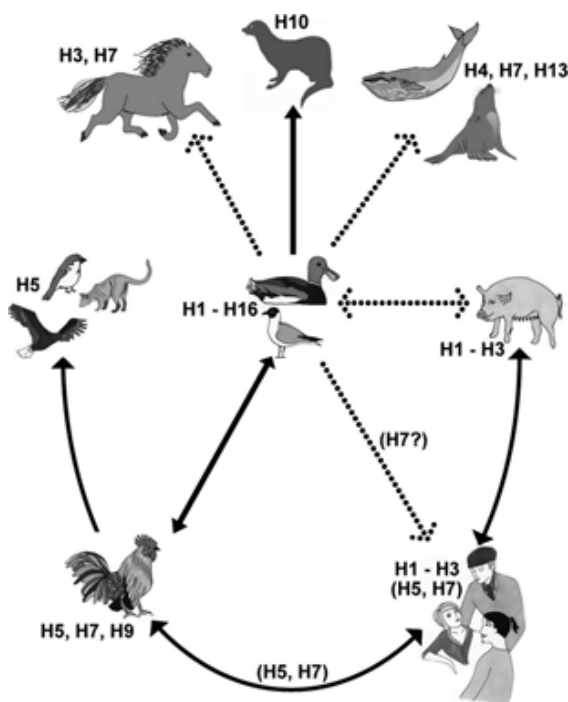 H10
H3, H7
H4, H7, H13
H5
H1 - H16
H1 - H3
(H7?)
H1 - H3
(H5, H7)
H5, H7, H9
(H5, H7)